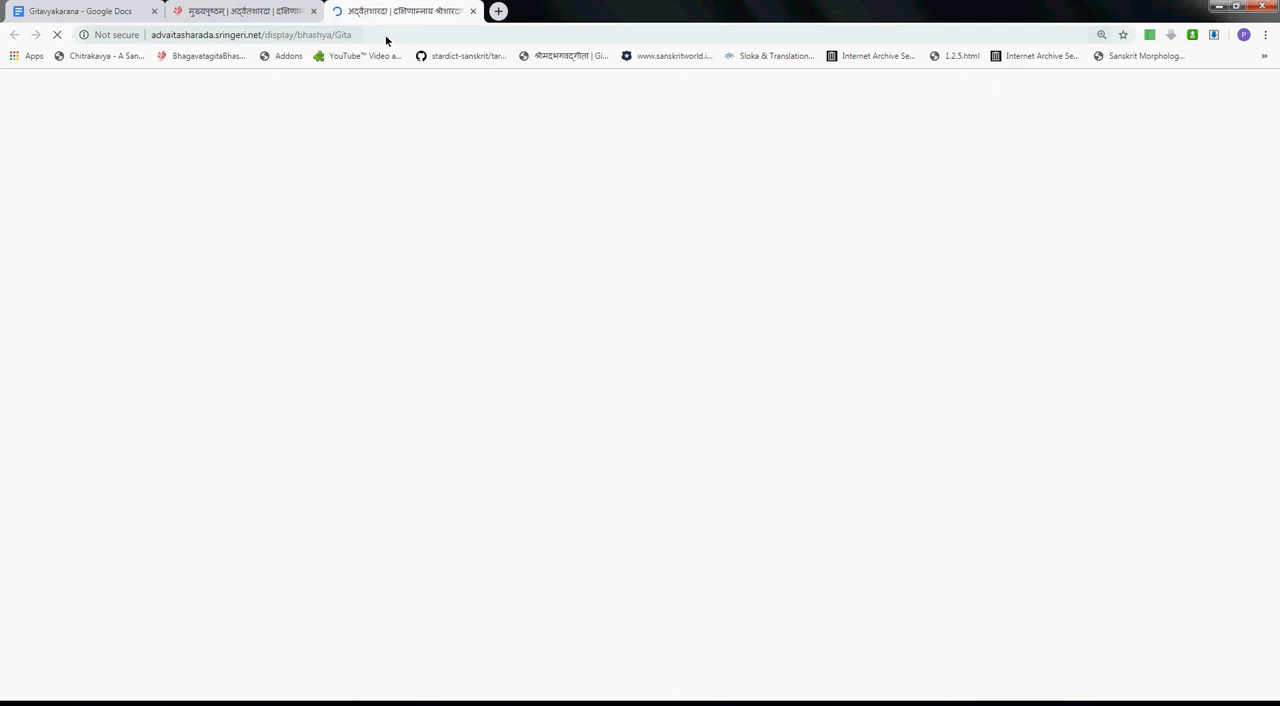 Gitavyakarana - Google Docs मुख्यपृष्ठम् | अद्वैतशारदा | दक्षिणाम अद्वैतशारदा | दक्षिणाम्नाय श्रीशारदा
Not secure advaitasharada.sringeri.net/display/bhashya/Gita P
Apps Chitrakavya - A San... BhagavatagitaBhas... Addons YouTube™ Video a... stardict-sanskrit/tar... श्रीमद्भगवद्गीता | Gi... www.sanskritworld.i... Sloka & Translation... Internet Archive Se... 1.2.5.html Internet Archive Se... Sanskrit Morpholog... »